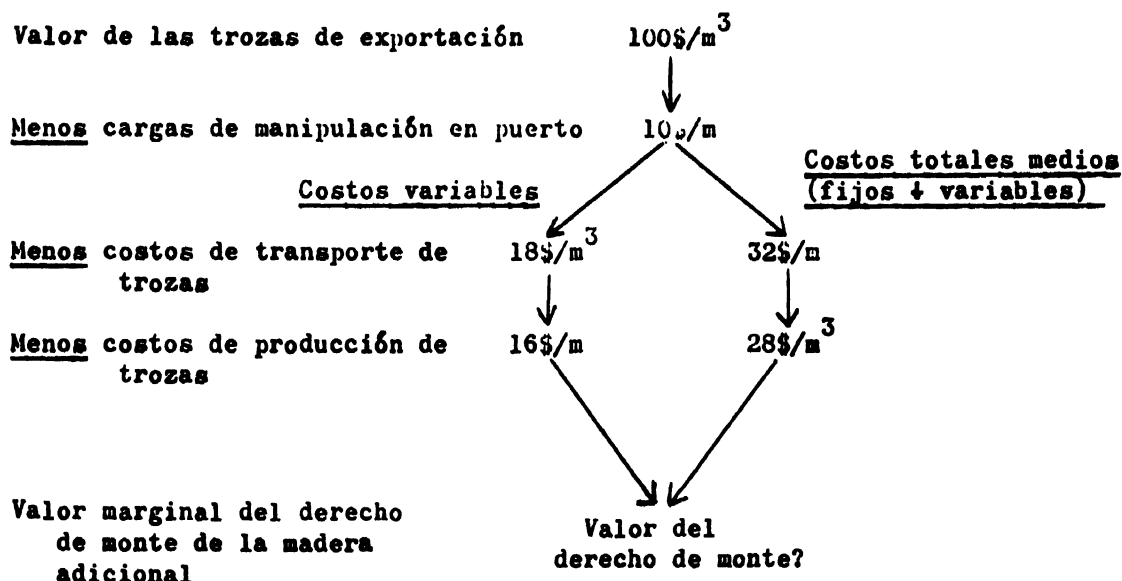 Valor de las trozas de exportación 100$/m³
Menos cargas de manipulación en puerto 10$/m
Costos totales medios
Costos variables (fijos + variables)
Menos costos de transporte de 18$/m³ 32$/m
trozas
Menos costos de producción de 16$/m 28$/m³
trozas
Valor marginal del derecho
de monte de la madera
adicional
Valor del
derecho de monte?